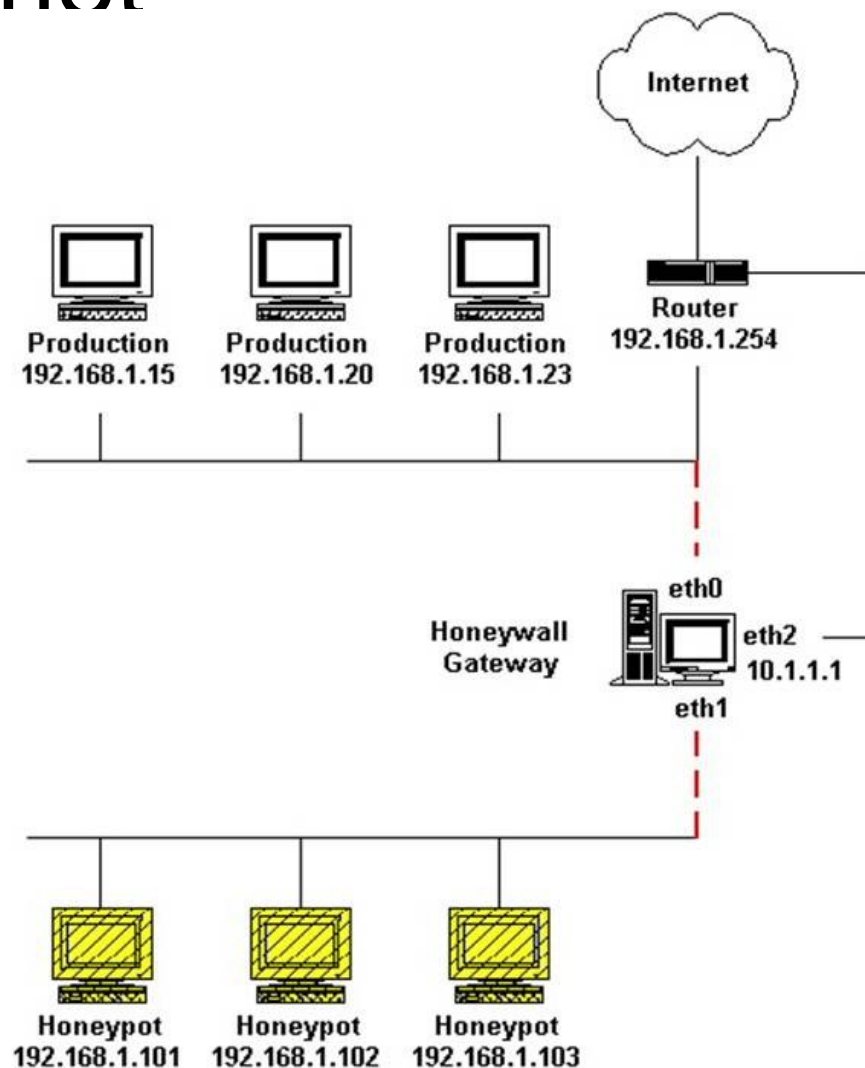 Internet
Router
192.168.1.254
Production
192.168.1.15
Production
192.168.1.20
Production
192.168.1.23
Honeywall
Gateway
eth0
eth2
10.1.1.1
eth1
Honeypot
192.168.1.101
Honeypot
192.168.1.102
Honeypot
192.168.1.103